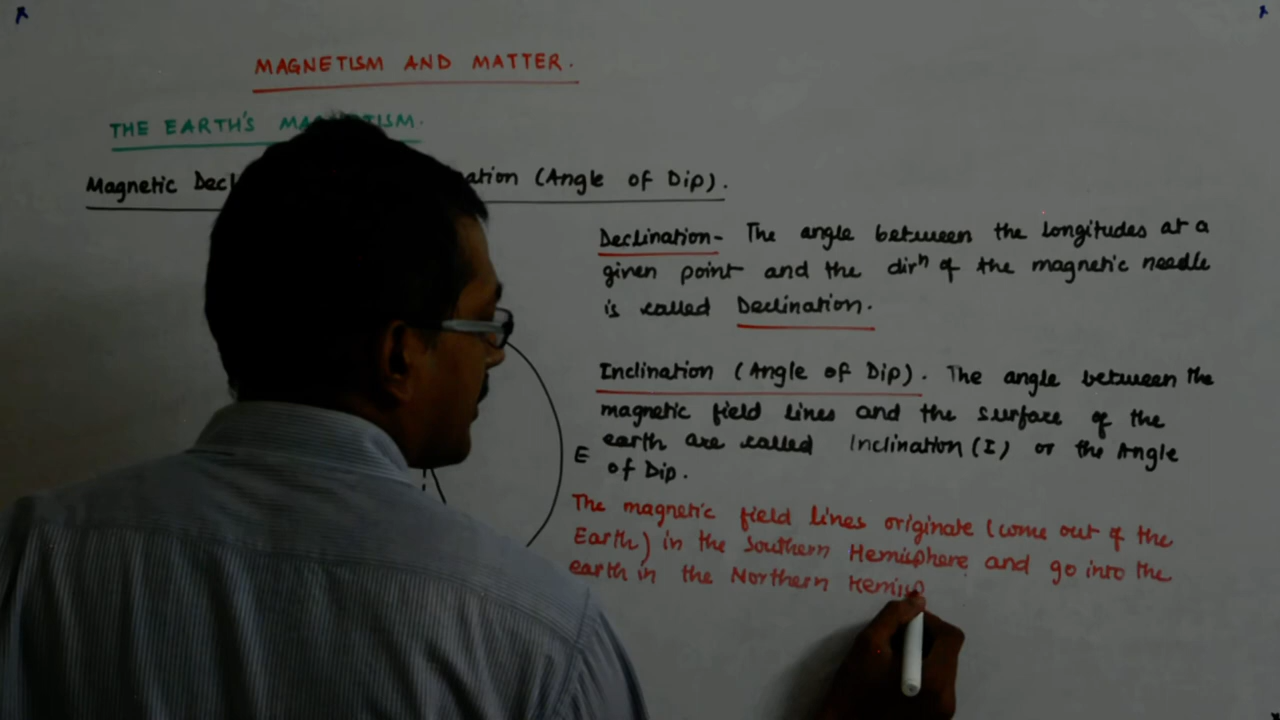 MAGNETISM AND MATTER.
THE EARTH'S
Magnetic (Angle of Dip).
Declination- The angle between the longitudes at a
given point and the dirⁿ of the magnetic needle
is called Declination.
Inclination (Angle of Dip). The angle between the
magnetic field lines and the surface of the
earth are called Inclination (I) or the Angle
E
of Dip.
The magnetic field lines originate (come out of the
Earth) in the Southern Hemisphere and go into the
earth in the Northern Hemisp